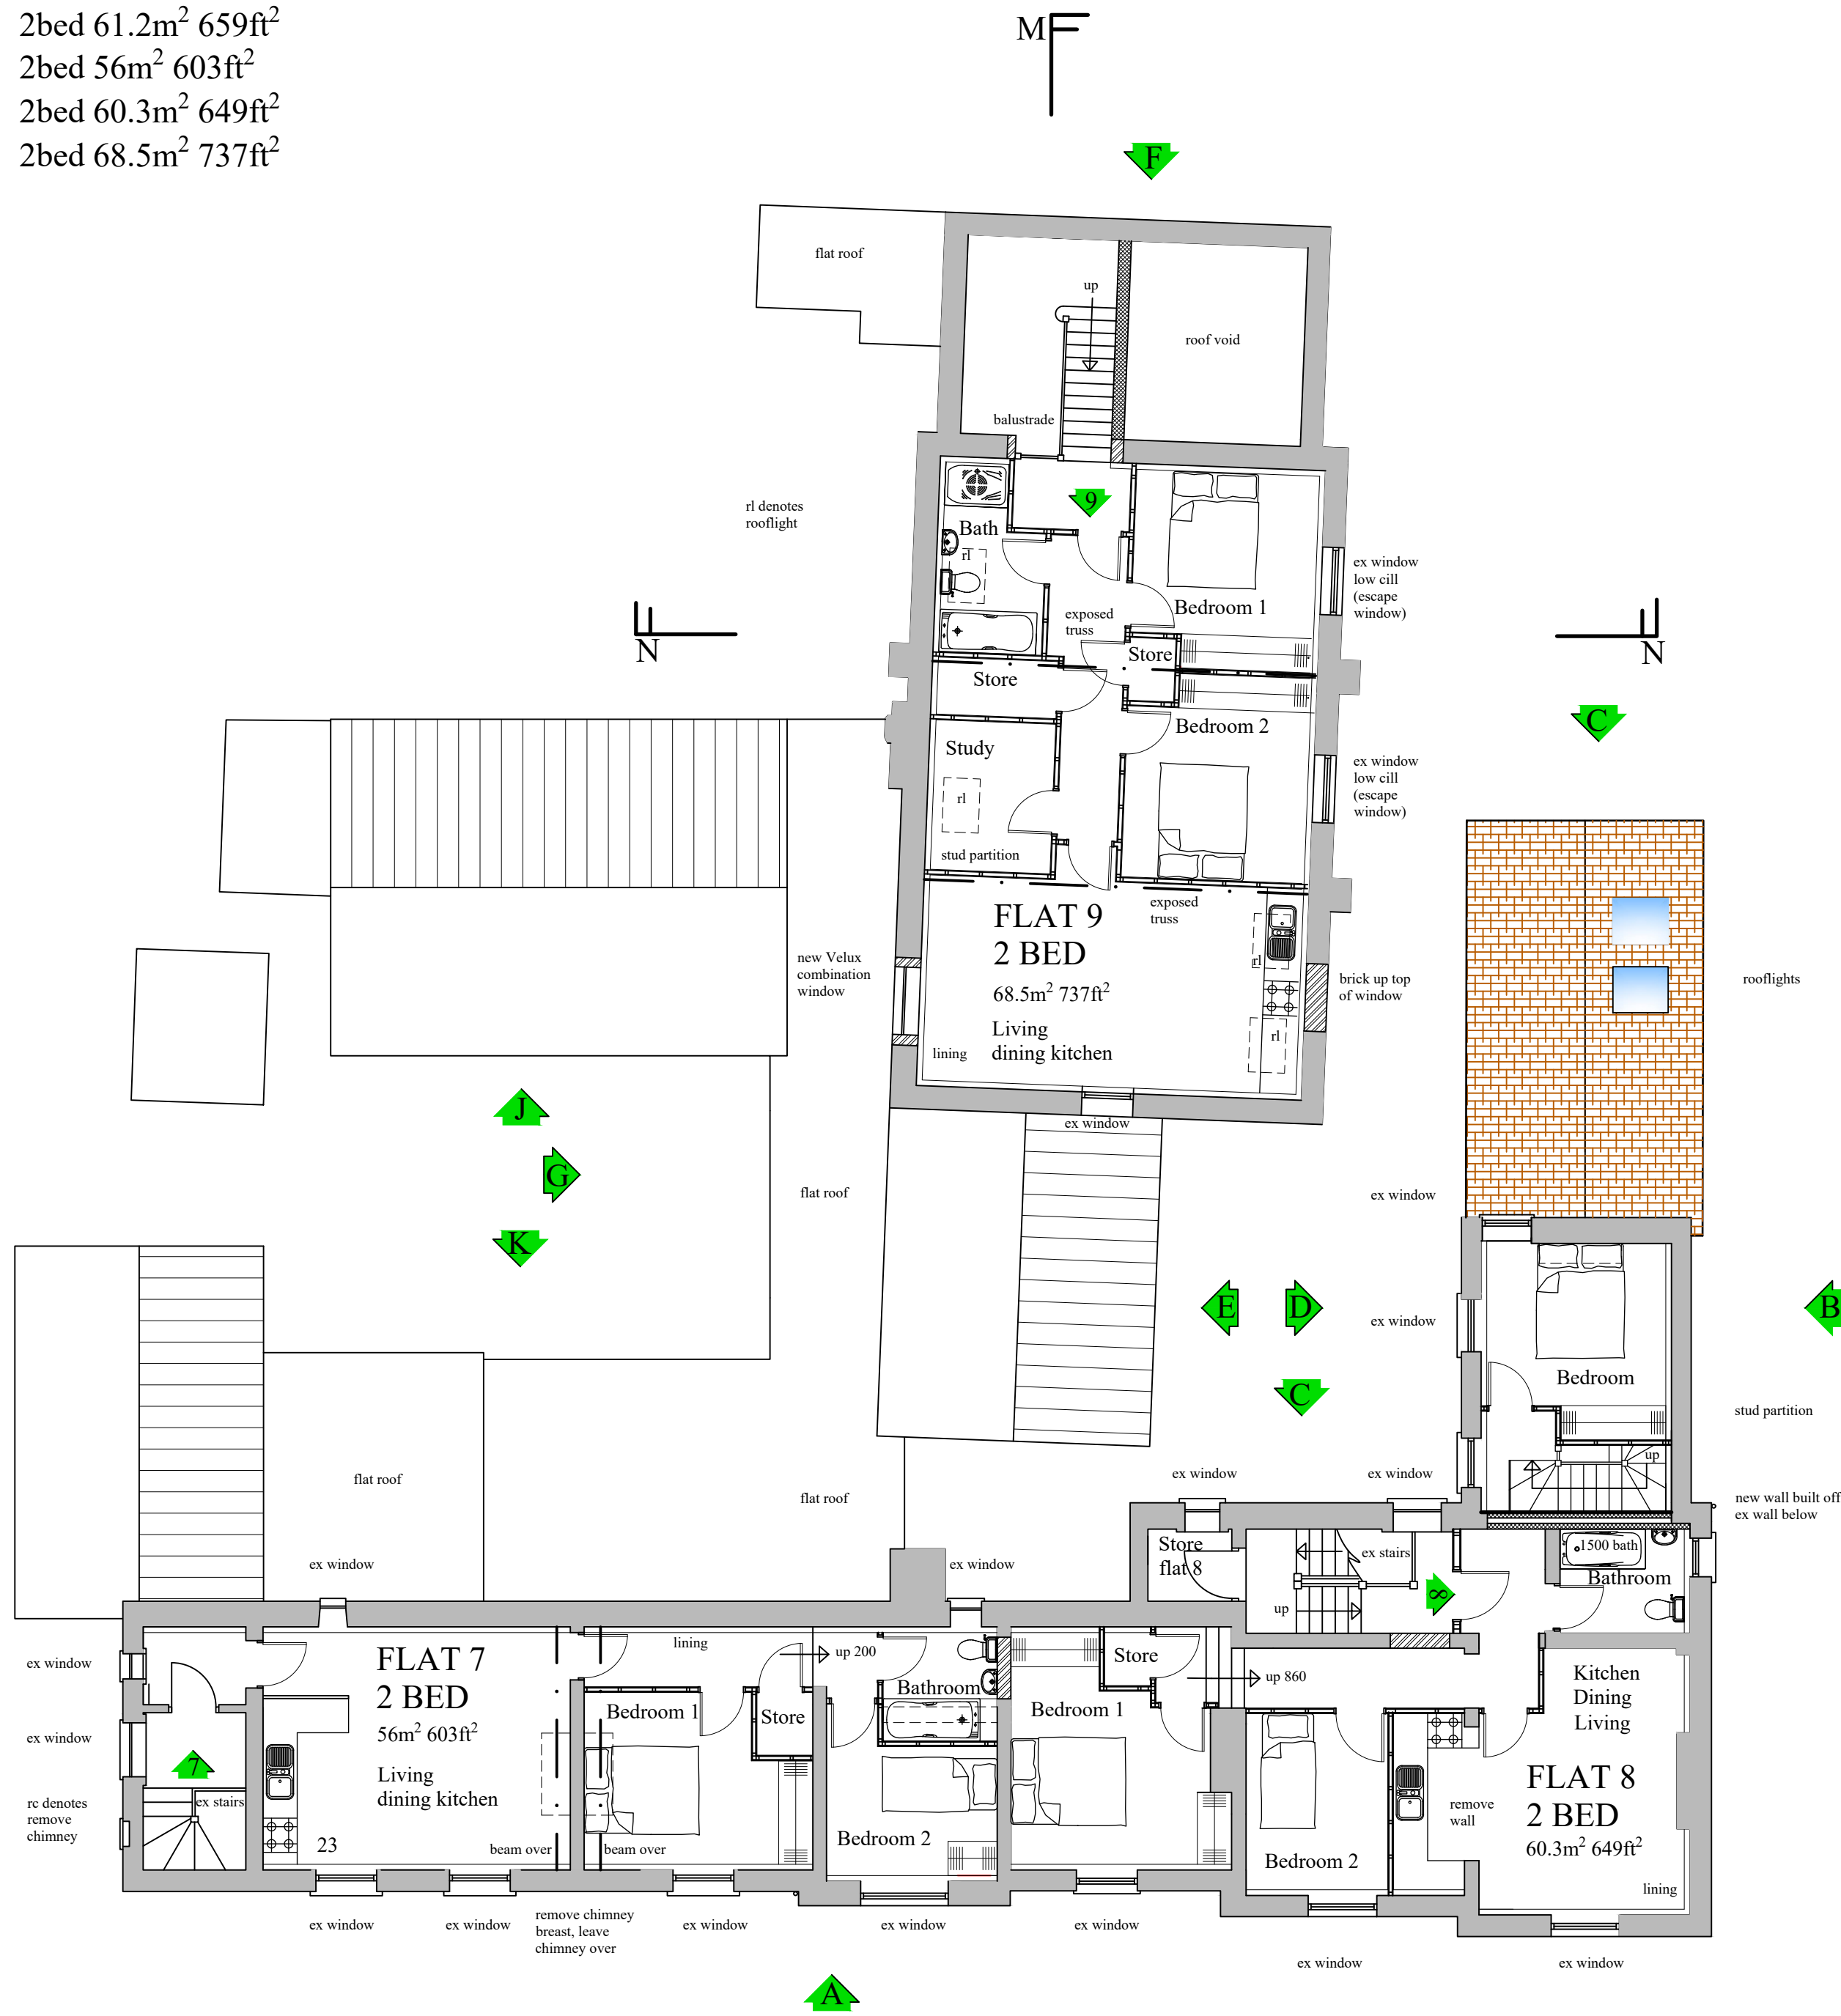 2bed 61.2m² 659ft²
2bed 56m² 603ft²
2bed 60.3m² 649ft²
2bed 68.5m² 737ft²
M
F
flat roof
up
roof void
balustrade
rl denotes
rooflight
9
Bath
rl
ex window
low cill
(escape
window)
Bedroom 1
exposed
truss
N
N
Store
Store
C
Bedroom 2
Study
ex window
low cill
(escape
window)
rl
stud partition
exposed
truss
FLAT 9
2 BED
68.5m² 737ft²
Living
dining kitchen
lining
rl
rl
new Velux
combination
window
brick up top
of window
rooflights
ex window
J
G
K
flat roof
ex window
E
D
B
ex window
C
Bedroom
stud partition
up
flat roof
flat roof
ex window
ex window
new wall built off
ex wall below
ex window
ex window
Store
flat 8
ex stairs
up
8
1500 bath
Bathroom
ex window
FLAT 7
2 BED
56m² 603ft²
Living
dining kitchen
23
beam over
lining
up 200
Bedroom 1
Store
beam over
Bathroom
Bedroom 2
Store
up 860
Bedroom 1
Bedroom 2
Kitchen
Dining
Living
FLAT 8
2 BED
60.3m² 649ft²
remove
wall
lining
ex window
7
rc denotes
remove
chimney
ex stairs
ex window
ex window
remove chimney
breast, leave
chimney over
ex window
ex window
ex window
ex window
ex window
A